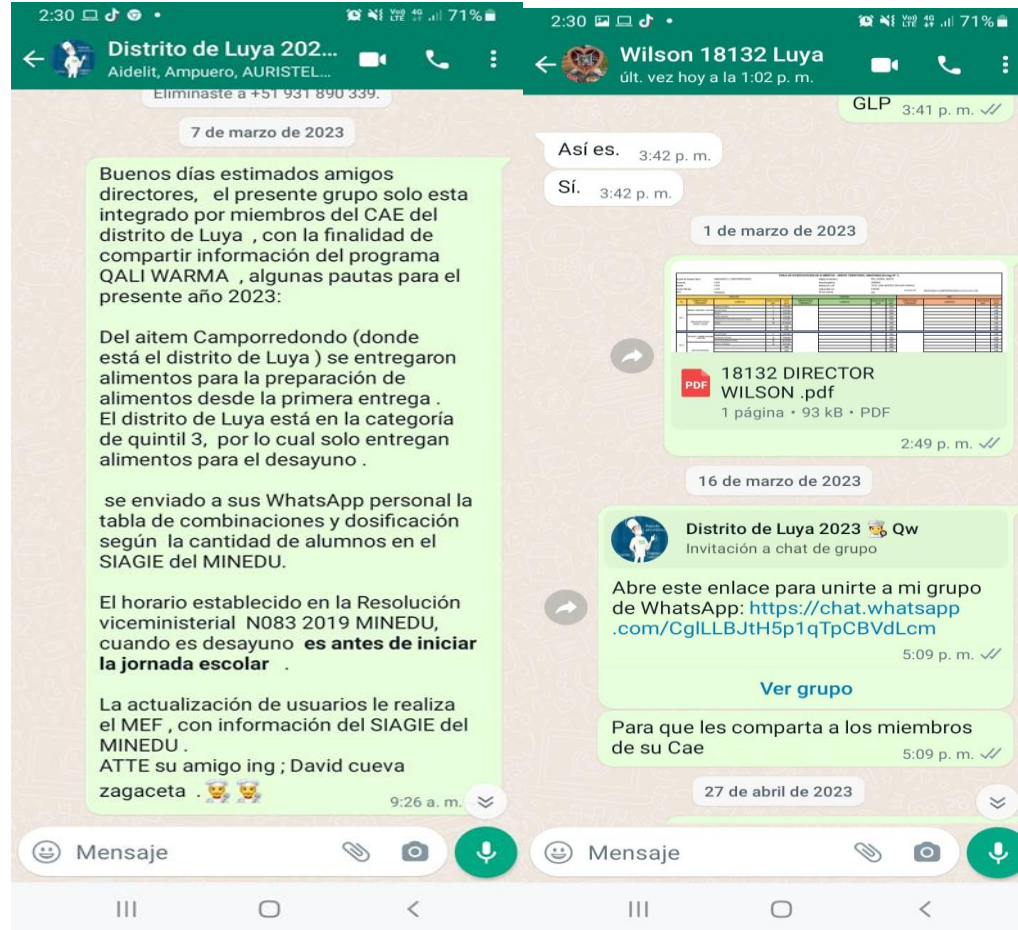 2:30
71%
Distrito de Luya 202...
Aidelit, Ampuero, AURISTEL...
Eliminaste a +51 931 890 339.
7 de marzo de 2023
Buenos días estimados amigos
directores, el presente grupo solo esta
integrado por miembros del CAE del
distrito de Luya , con la finalidad de
compartir información del programa
QALI WARMA , algunas pautas para el
presente año 2023:
Del aitem Camporredondo (donde
está el distrito de Luya ) se entregaron
alimentos para la preparación de
alimentos desde la primera entrega .
El distrito de Luya está en la categoría
de quintil 3, por lo cual solo entregan
alimentos para el desayuno .
se enviado a sus WhatsApp personal la
tabla de combinaciones y dosificación
según la cantidad de alumnos en el
SIAGIE del MINEDU.
El horario establecido en la Resolución
viceministerial N083 2019 MINEDU,
cuando es desayuno es antes de iniciar
la jornada escolar .
La actualización de usuarios le realiza
el MEF , con información del SIAGIE del
MINEDU .
ATTE su amigo ing ; David cueva
zagaceta .
9:26 a. m.
Mensaje
2:30
71%
Wilson 18132 Luya
últ. vez hoy a la 1:02 p. m.
GLP 3:41 p. m.
Así es. 3:42 p. m.
Sí. 3:42 p. m.
1 de marzo de 2023
PDF
18132 DIRECTOR
WILSON .pdf
1 página • 93 kB • PDF
2:49 p. m.
16 de marzo de 2023
Distrito de Luya 2023 Qw
Invitación a chat de grupo
Abre este enlace para unirte a mi grupo
de WhatsApp: https://chat.whatsapp
.com/CglLLBJtH5p1qTpCBVdLcm
5:09 p. m.
Ver grupo
Para que les comparta a los miembros
de su Cae
5:09 p. m.
27 de abril de 2023
Mensaje